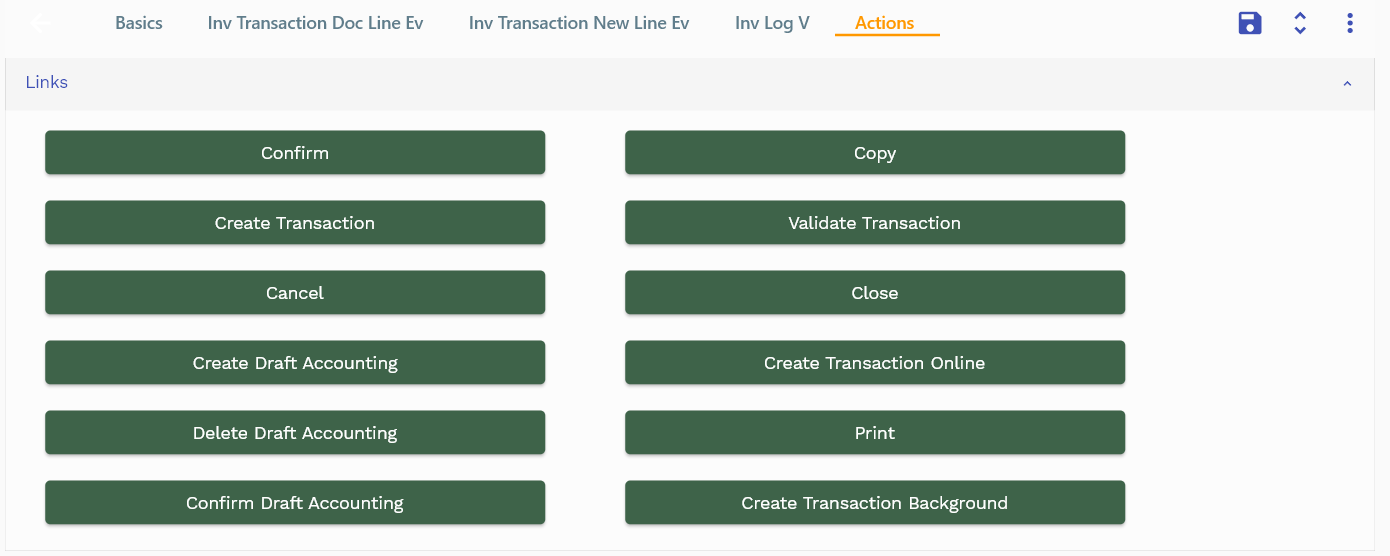 Basics Inv Transaction Doc Line Ev Inv Transaction New Line Ev Inv Log V Actions
Links
Confirm Copy
Create Transaction Validate Transaction
Cancel Close
Create Draft Accounting Create Transaction Online
Delete Draft Accounting Print
Confirm Draft Accounting Create Transaction Background